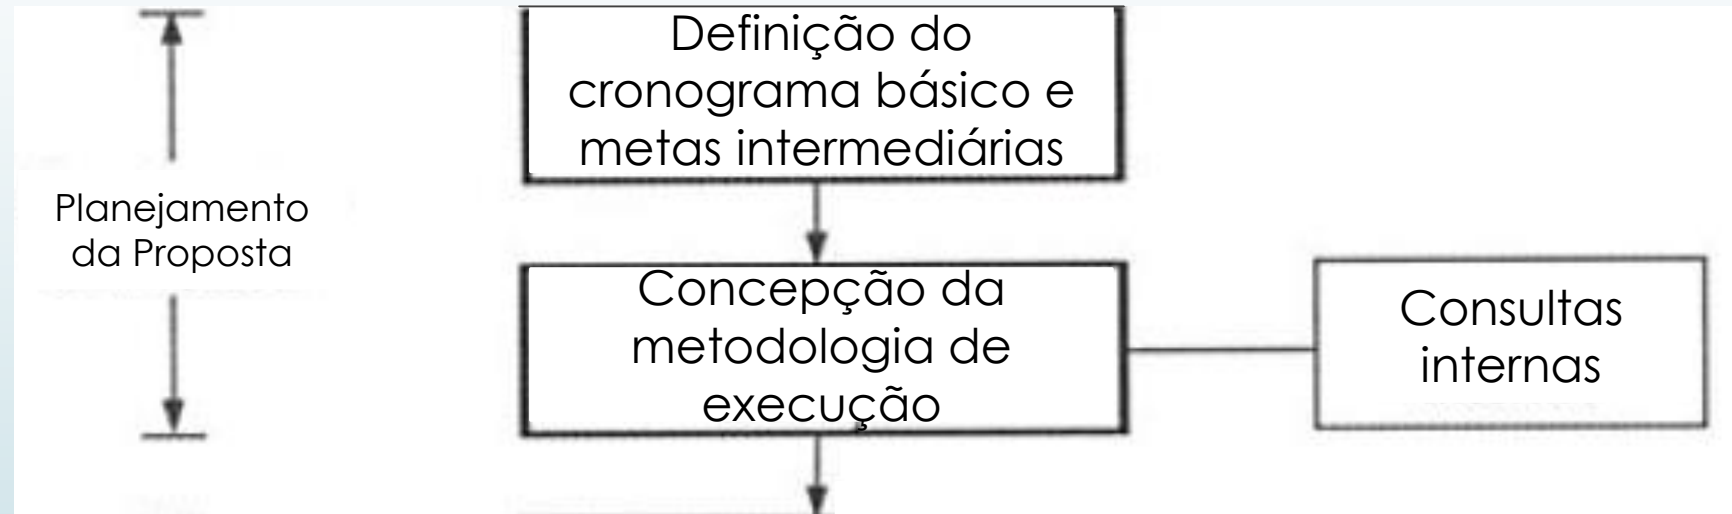 Definição do
cronograma básico e
metas intermediárias
Planejamento
da Proposta
Concepção da
metodologia de
execução
Consultas
internas